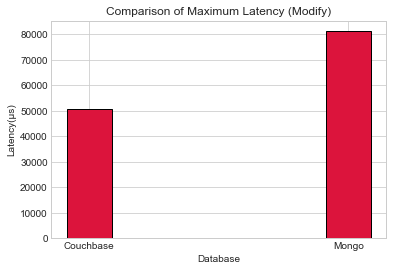 Comparison of Maximum Latency (Modify)
80000
70000
60000
50000
40000
30000
20000
10000
0
Latency(μs)
Couchbase
Mongo
Database